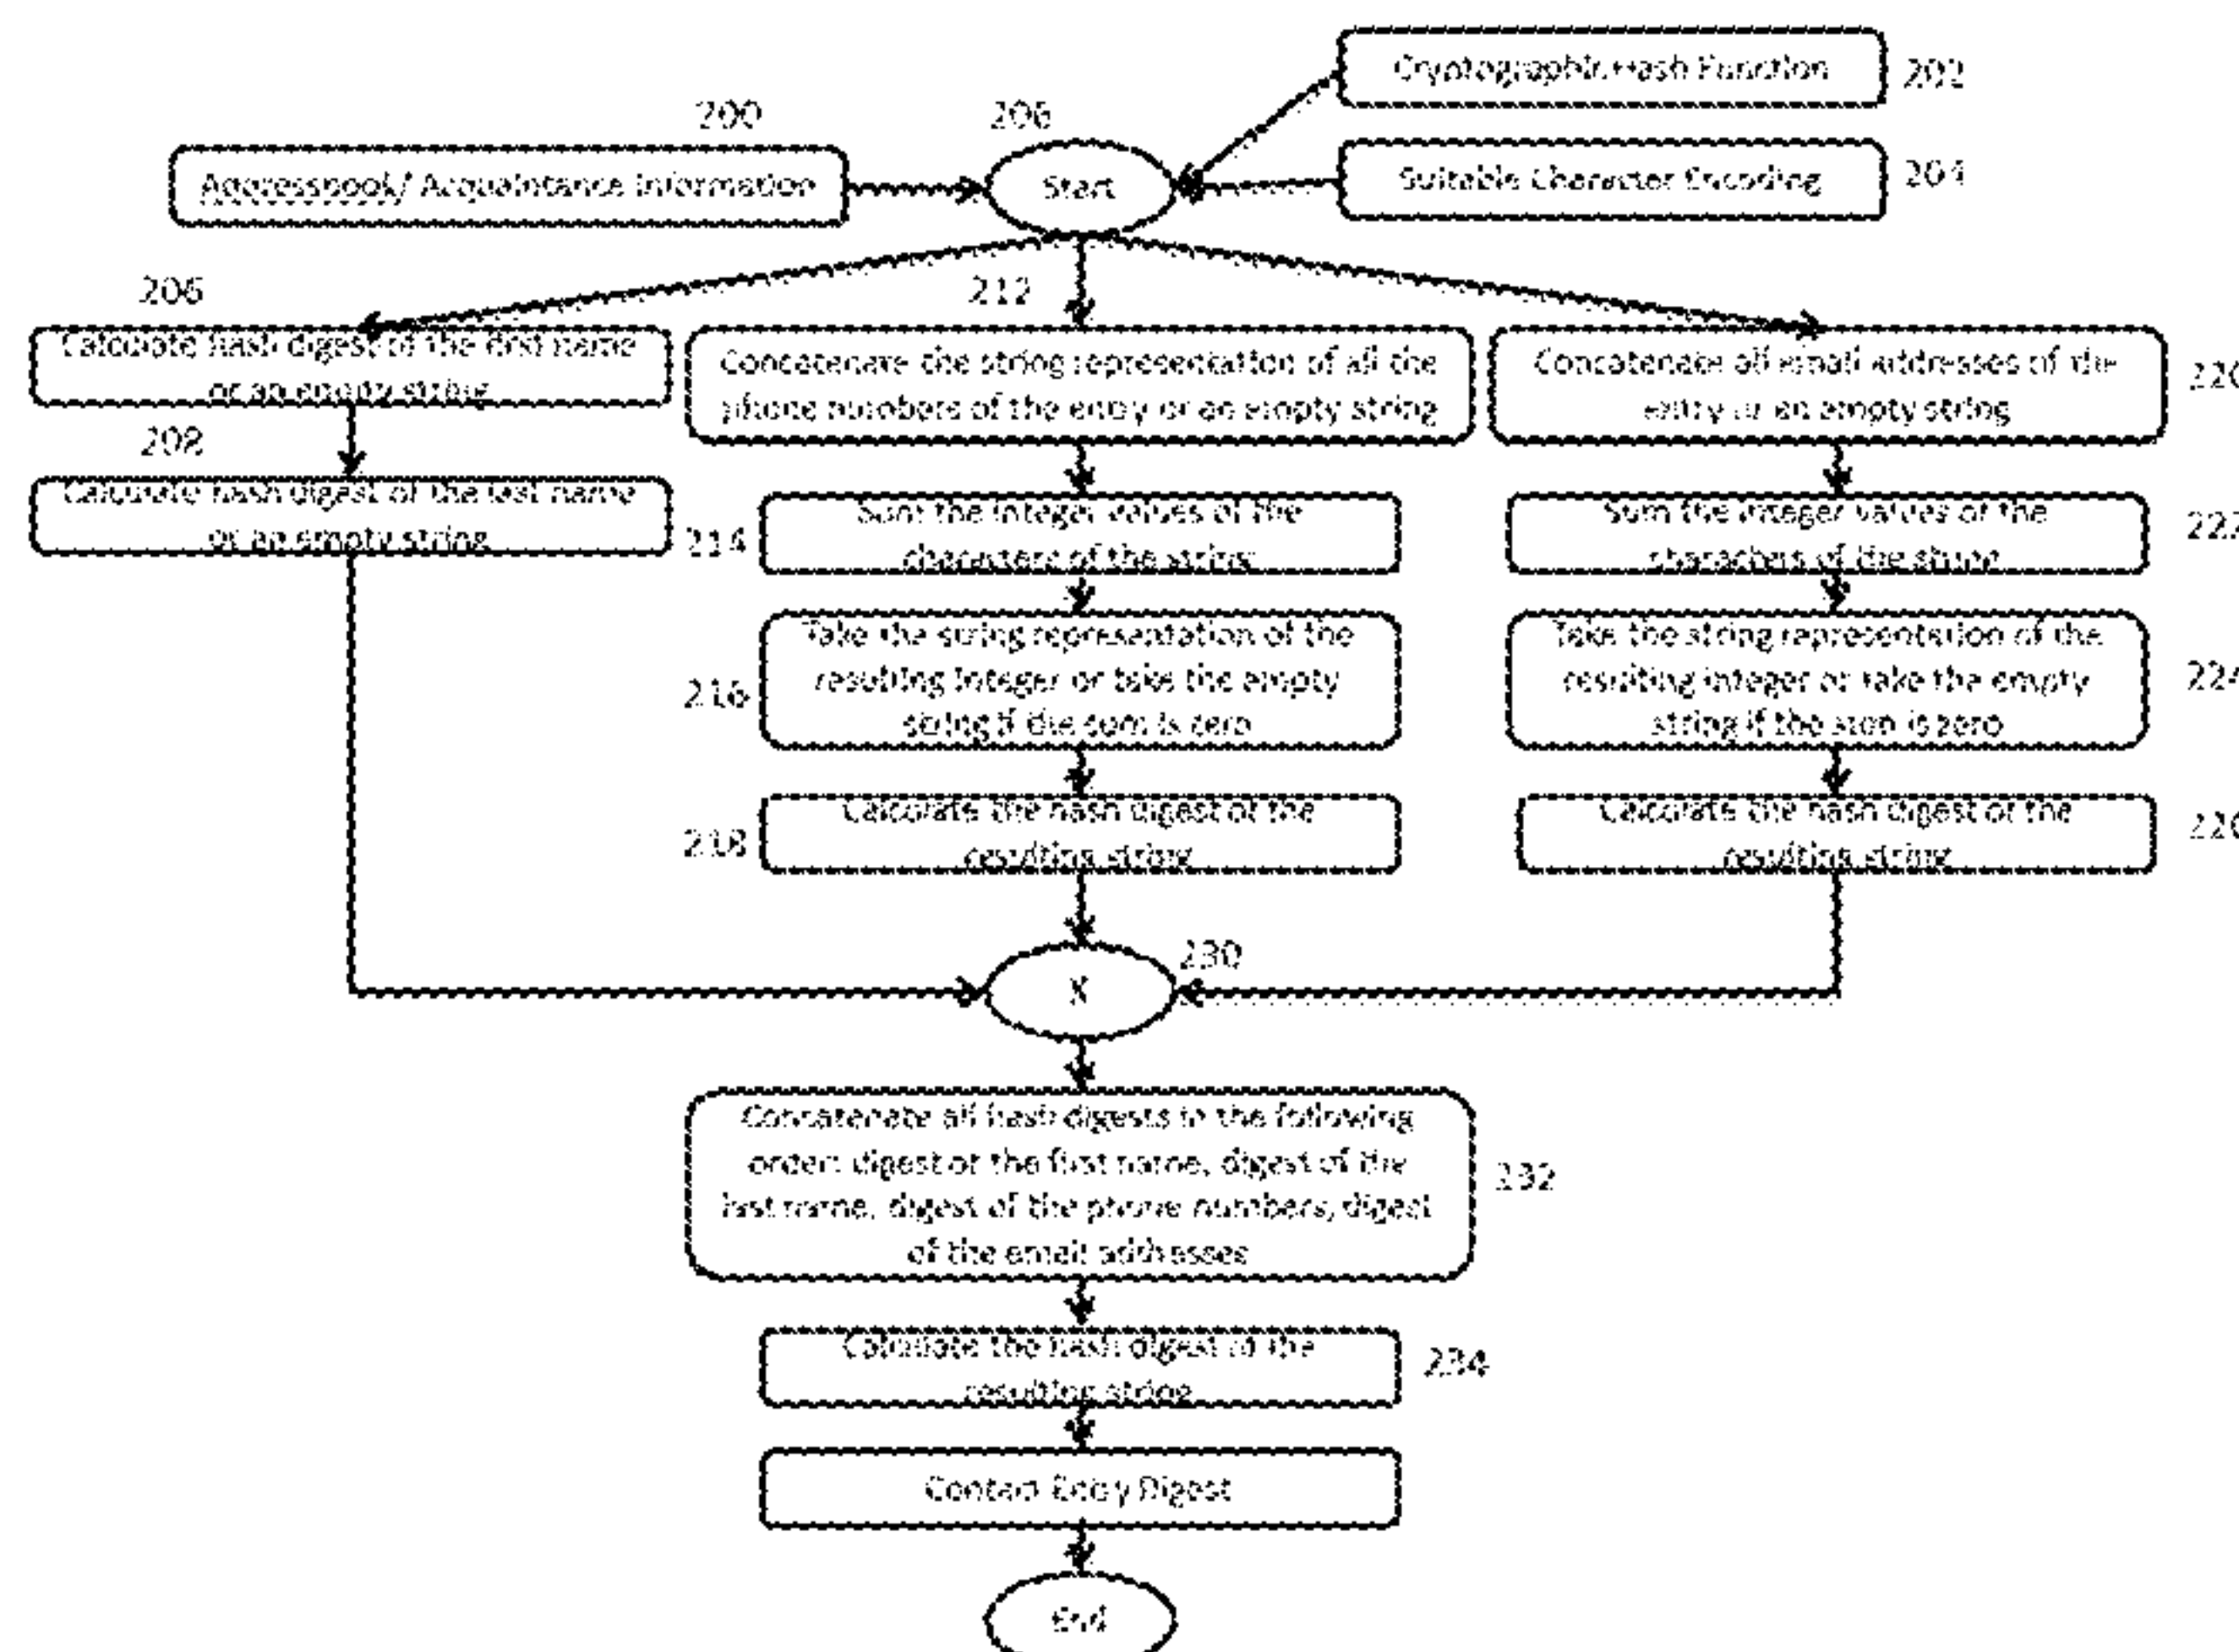 Cryptographic Hash Function
202
200
206
Addressbook/ Acquaintance Information
Start
Suitable Character Encoding
204
206
212
Calculate hash digest of the first name
or an empty string
Concatenate the string representation of all the
phone numbers of the entry or an empty string
Concatenate all email addresses of the
entry or an empty string
220
208
Calculate hash digest of the last name
or an empty string
214
Sum the integer values of the
characters of the string
Sum the integer values of the
characters of the string
222
216
Take the string representation of the
resulting integer or take the empty
string if the sum is zero
Take the string representation of the
resulting integer or take the empty
string if the sum is zero
224
218
Calculate the hash digest of the
resulting string
Calculate the hash digest of the
resulting string
230
X
Concatenate all hash digests in the following
order: digest of the first name, digest of the
last name, digest of the phone numbers, digest
of the email addresses
232
Calculate the hash digest of the
resulting string
234
Contact Entry Digest
End